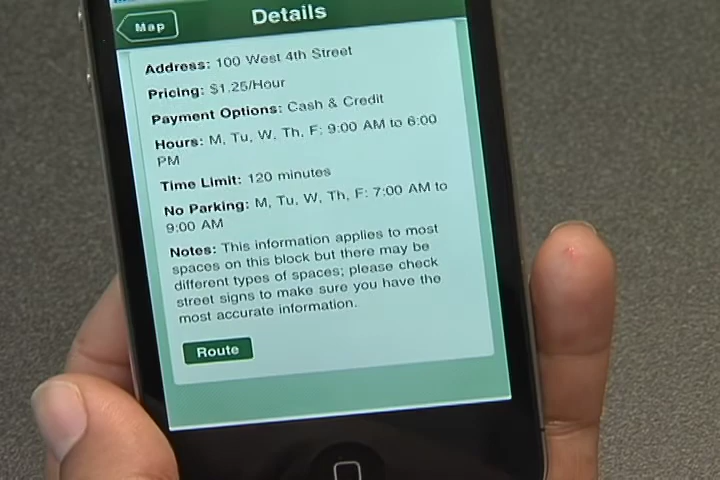 Map
Details
Address: 100 West 4th Street
Pricing: $1.25/Hour
Payment Options: Cash & Credit
Hours: M, Tu, W, Th, F: 9:00 AM to 6:00
PM
Time Limit: 120 minutes
No Parking: M, Tu, W, Th, F: 7:00 AM to
9:00 AM
Notes: This information applies to most
spaces on this block but there may be
different types of spaces; please check
street signs to make sure you have the
most accurate information.
Route